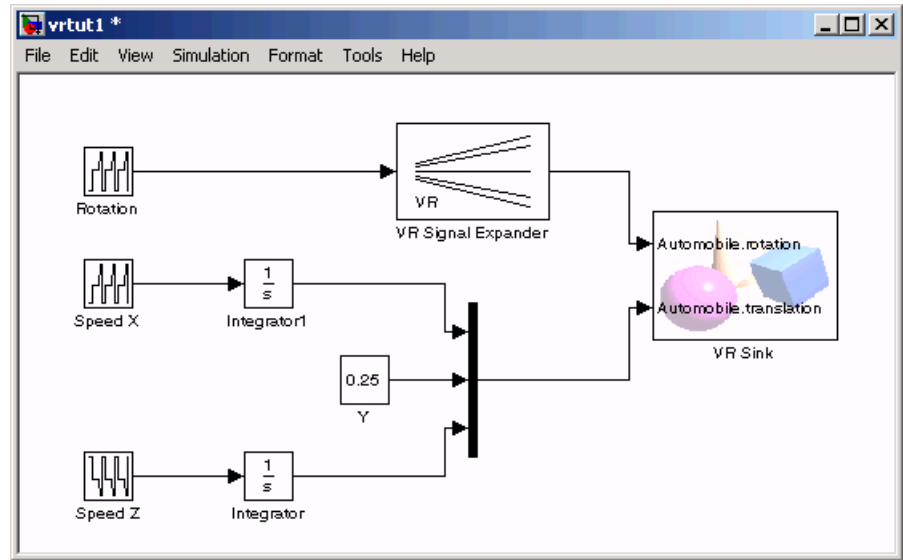 vrtut1 *
File Edit View Simulation Format Tools Help
Rotation
VR
VR Signal Expander
Automobile.rotation
Automobile.translation
VR Sink
Speed X
1
s
Integrator1
0.25
Y
Speed Z
1
s
Integrator